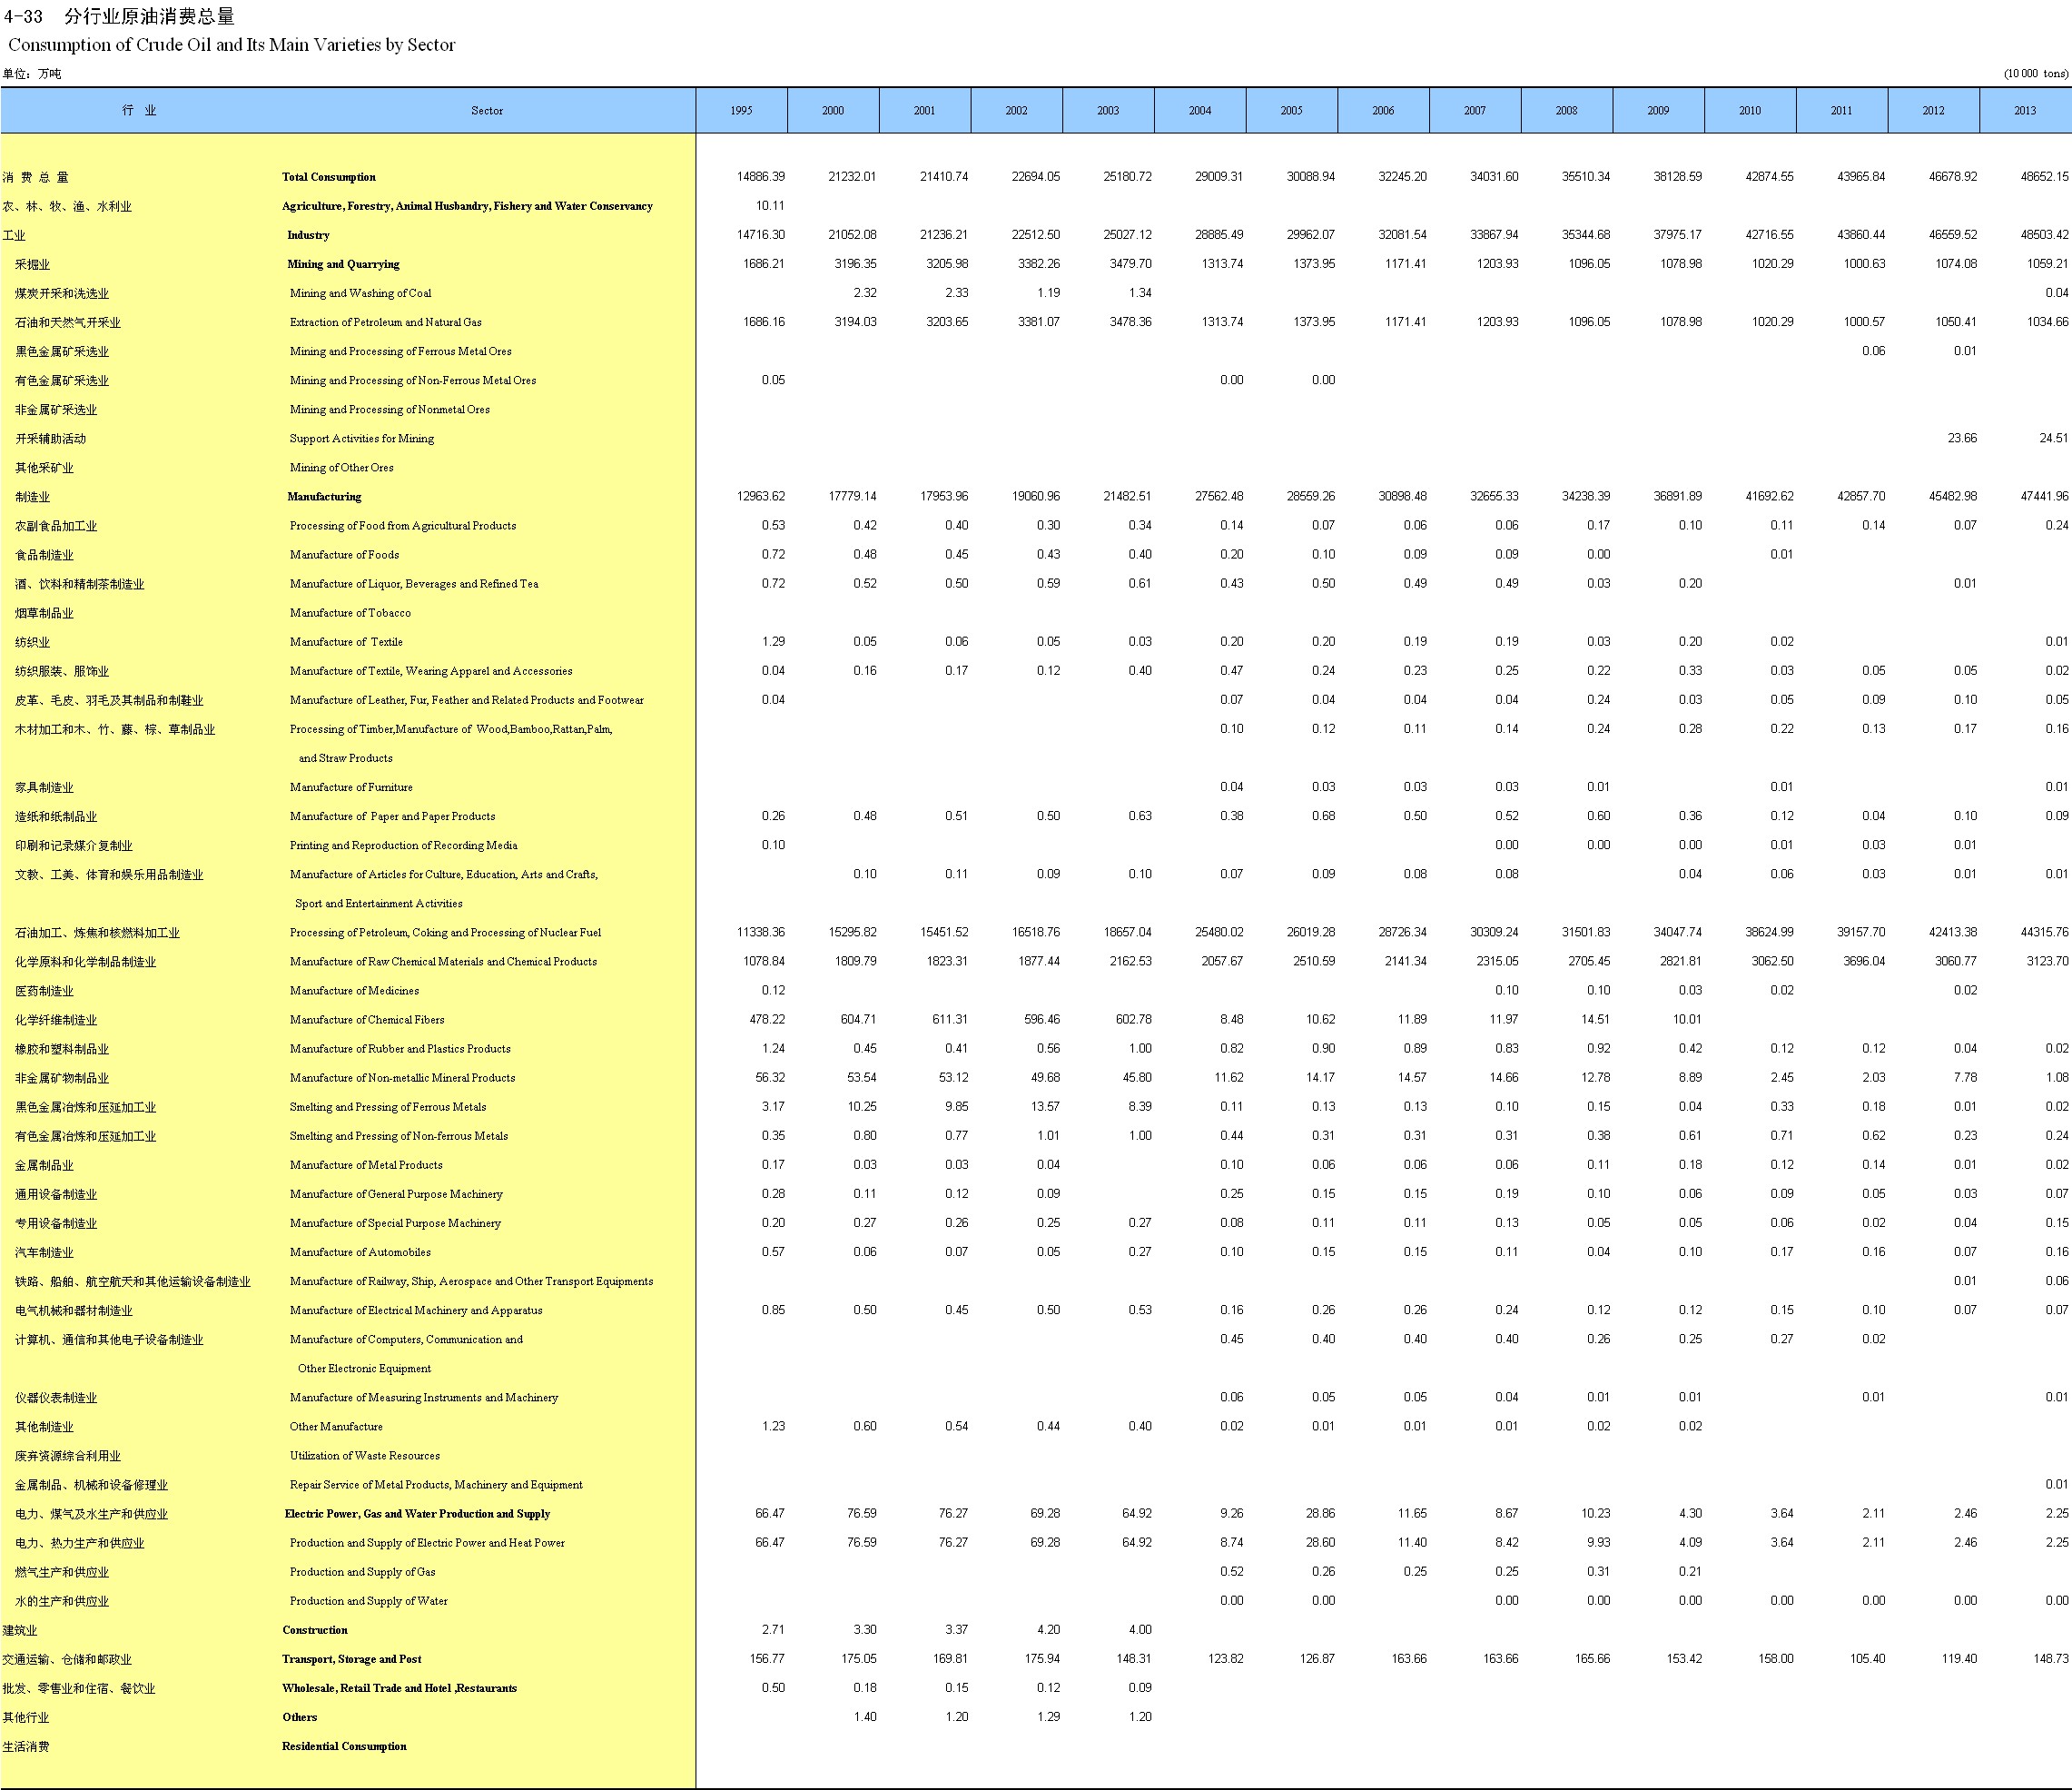 4-33 分行业原油消费总量
Consumption of Crude Oil and Its Main Varieties by Sector
单位：万吨 (10 000 tons)
行 业 Sector 1995 2000 2001 2002 2003 2004 2005 2006 2007 2008 2009 2010 2011 2012 2013
消 费 总 量 Total Consumption 14886.39 21232.01 21410.74 22694.05 25180.72 29009.31 30088.94 32245.20 34031.60 35510.34 38128.59 42874.55 43965.84 46678.92 48652.15
农、林、牧、渔、水利业 Agriculture, Forestry, Animal Husbandry, Fishery and Water Conservancy 10.11
工业 Industry 14716.30 21052.08 21236.21 22512.50 25027.12 28885.49 29962.07 32081.54 33867.94 35344.68 37975.17 42716.55 43860.44 46559.52 48503.42
采掘业 Mining and Quarrying 1686.21 3196.35 3205.98 3382.26 3479.70 1313.74 1373.95 1171.41 1203.93 1096.05 1078.98 1020.29 1000.63 1074.08 1059.21
煤炭开采和洗选业 Mining and Washing of Coal 2.32 2.33 1.19 1.34 0.04
石油和天然气开采业 Extraction of Petroleum and Natural Gas 1686.16 3194.03 3203.65 3381.07 3478.36 1313.74 1373.95 1171.41 1203.93 1096.05 1078.98 1020.29 1000.57 1050.41 1034.66
黑色金属矿采选业 Mining and Processing of Ferrous Metal Ores 0.06 0.01
有色金属矿采选业 Mining and Processing of Non-Ferrous Metal Ores 0.05 0.00 0.00
非金属矿采选业 Mining and Processing of Nonmetal Ores
开采辅助活动 Support Activities for Mining 23.66 24.51
其他采矿业 Mining of Other Ores
制造业 Manufacturing 12963.62 17779.14 17953.96 19060.96 21482.51 27562.48 28559.26 30898.48 32655.33 34238.39 36891.89 41692.62 42857.70 45482.98 47441.96
农副食品加工业 Processing of Food from Agricultural Products 0.53 0.42 0.40 0.30 0.34 0.14 0.07 0.06 0.06 0.17 0.10 0.11 0.14 0.07 0.24
食品制造业 Manufacture of Foods 0.72 0.48 0.45 0.43 0.40 0.20 0.10 0.09 0.09 0.00 0.01
酒、饮料和精制茶制造业 Manufacture of Liquor, Beverages and Refined Tea 0.72 0.52 0.50 0.59 0.61 0.43 0.50 0.49 0.49 0.03 0.20 0.01
烟草制品业 Manufacture of Tobacco
纺织业 Manufacture of Textile 1.29 0.05 0.06 0.05 0.03 0.20 0.20 0.19 0.19 0.03 0.20 0.02 0.01
纺织服装、服饰业 Manufacture of Textile, Wearing Apparel and Accessories 0.04 0.16 0.17 0.12 0.40 0.47 0.24 0.23 0.25 0.22 0.33 0.03 0.05 0.05 0.02
皮革、毛皮、羽毛及其制品和制鞋业 Manufacture of Leather, Fur, Feather and Related Products and Footwear 0.04 0.07 0.04 0.04 0.04 0.24 0.03 0.05 0.09 0.10 0.05
木材加工和木、竹、藤、棕、草制品业 Processing of Timber,Manufacture of Wood,Bamboo,Rattan,Palm, 0.10 0.12 0.11 0.14 0.24 0.28 0.22 0.13 0.17 0.16
and Straw Products
家具制造业 Manufacture of Furniture 0.04 0.03 0.03 0.03 0.01 0.01 0.01
造纸和纸制品业 Manufacture of Paper and Paper Products 0.26 0.48 0.51 0.50 0.63 0.38 0.68 0.50 0.52 0.60 0.36 0.12 0.04 0.10 0.09
印刷和记录媒介复制业 Printing and Reproduction of Recording Media 0.10 0.00 0.00 0.00 0.01 0.03 0.01
文教、工美、体育和娱乐用品制造业 Manufacture of Articles for Culture, Education, Arts and Crafts, 0.10 0.11 0.09 0.10 0.07 0.09 0.08 0.08 0.04 0.06 0.03 0.01 0.01
Sport and Entertainment Activities
石油加工、炼焦和核燃料加工业 Processing of Petroleum, Coking and Processing of Nuclear Fuel 11338.36 15295.82 15451.52 16518.76 18657.04 25480.02 26019.28 28726.34 30309.24 31501.83 34047.74 38624.99 39157.70 42413.38 44315.76
化学原料和化学制品制造业 Manufacture of Raw Chemical Materials and Chemical Products 1078.84 1809.79 1823.31 1877.44 2162.53 2057.67 2510.59 2141.34 2315.05 2705.45 2821.81 3062.50 3696.04 3060.77 3123.70
医药制造业 Manufacture of Medicines 0.12 0.10 0.10 0.03 0.02 0.02
化学纤维制造业 Manufacture of Chemical Fibers 478.22 604.71 611.31 596.46 602.78 8.48 10.62 11.89 11.97 14.51 10.01
橡胶和塑料制品业 Manufacture of Rubber and Plastics Products 1.24 0.45 0.41 0.56 1.00 0.82 0.90 0.89 0.83 0.92 0.42 0.12 0.12 0.04 0.02
非金属矿物制品业 Manufacture of Non-metallic Mineral Products 56.32 53.54 53.12 49.68 45.80 11.62 14.17 14.57 14.66 12.78 8.89 2.45 2.03 7.78 1.08
黑色金属冶炼和压延加工业 Smelting and Pressing of Ferrous Metals 3.17 10.25 9.85 13.57 8.39 0.11 0.13 0.13 0.10 0.15 0.04 0.33 0.18 0.01 0.02
有色金属冶炼和压延加工业 Smelting and Pressing of Non-ferrous Metals 0.35 0.80 0.77 1.01 1.00 0.44 0.31 0.31 0.31 0.38 0.61 0.71 0.62 0.23 0.24
金属制品业 Manufacture of Metal Products 0.17 0.03 0.03 0.04 0.10 0.06 0.06 0.06 0.11 0.18 0.12 0.14 0.01 0.02
通用设备制造业 Manufacture of General Purpose Machinery 0.28 0.11 0.12 0.09 0.25 0.15 0.15 0.19 0.10 0.06 0.09 0.05 0.03 0.07
专用设备制造业 Manufacture of Special Purpose Machinery 0.20 0.27 0.26 0.25 0.27 0.08 0.11 0.11 0.13 0.05 0.05 0.06 0.02 0.04 0.15
汽车制造业 Manufacture of Automobiles 0.57 0.06 0.07 0.05 0.27 0.10 0.15 0.15 0.11 0.04 0.10 0.17 0.16 0.07 0.16
铁路、船舶、航空航天和其他运输设备制造业 Manufacture of Railway, Ship, Aerospace and Other Transport Equipments 0.01 0.06
电气机械和器材制造业 Manufacture of Electrical Machinery and Apparatus 0.85 0.50 0.45 0.50 0.53 0.16 0.26 0.26 0.24 0.12 0.12 0.15 0.10 0.07 0.07
计算机、通信和其他电子设备制造业 Manufacture of Computers, Communication and 0.45 0.40 0.40 0.40 0.26 0.25 0.27 0.02
Other Electronic Equipment
仪器仪表制造业 Manufacture of Measuring Instruments and Machinery 0.06 0.05 0.05 0.04 0.01 0.01 0.01 0.01
其他制造业 Other Manufacture 1.23 0.60 0.54 0.44 0.40 0.02 0.01 0.01 0.01 0.02 0.02
废弃资源综合利用业 Utilization of Waste Resources
金属制品、机械和设备修理业 Repair Service of Metal Products, Machinery and Equipment 0.01
电力、煤气及水生产和供应业 Electric Power, Gas and Water Production and Supply 66.47 76.59 76.27 69.28 64.92 9.26 28.86 11.65 8.67 10.23 4.30 3.64 2.11 2.46 2.25
电力、热力生产和供应业 Production and Supply of Electric Power and Heat Power 66.47 76.59 76.27 69.28 64.92 8.74 28.60 11.40 8.42 9.93 4.09 3.64 2.11 2.46 2.25
燃气生产和供应业 Production and Supply of Gas 0.52 0.26 0.25 0.25 0.31 0.21
水的生产和供应业 Production and Supply of Water 0.00 0.00 0.00 0.00 0.00 0.00 0.00 0.00 0.00
建筑业 Construction 2.71 3.30 3.37 4.20 4.00
交通运输、仓储和邮政业 Transport, Storage and Post 156.77 175.05 169.81 175.94 148.31 123.82 126.87 163.66 163.66 165.66 153.42 158.00 105.40 119.40 148.73
批发、零售业和住宿、餐饮业 Wholesale, Retail Trade and Hotel ,Restaurants 0.50 0.18 0.15 0.12 0.09
其他行业 Others 1.40 1.20 1.29 1.20
生活消费 Residential Consumption